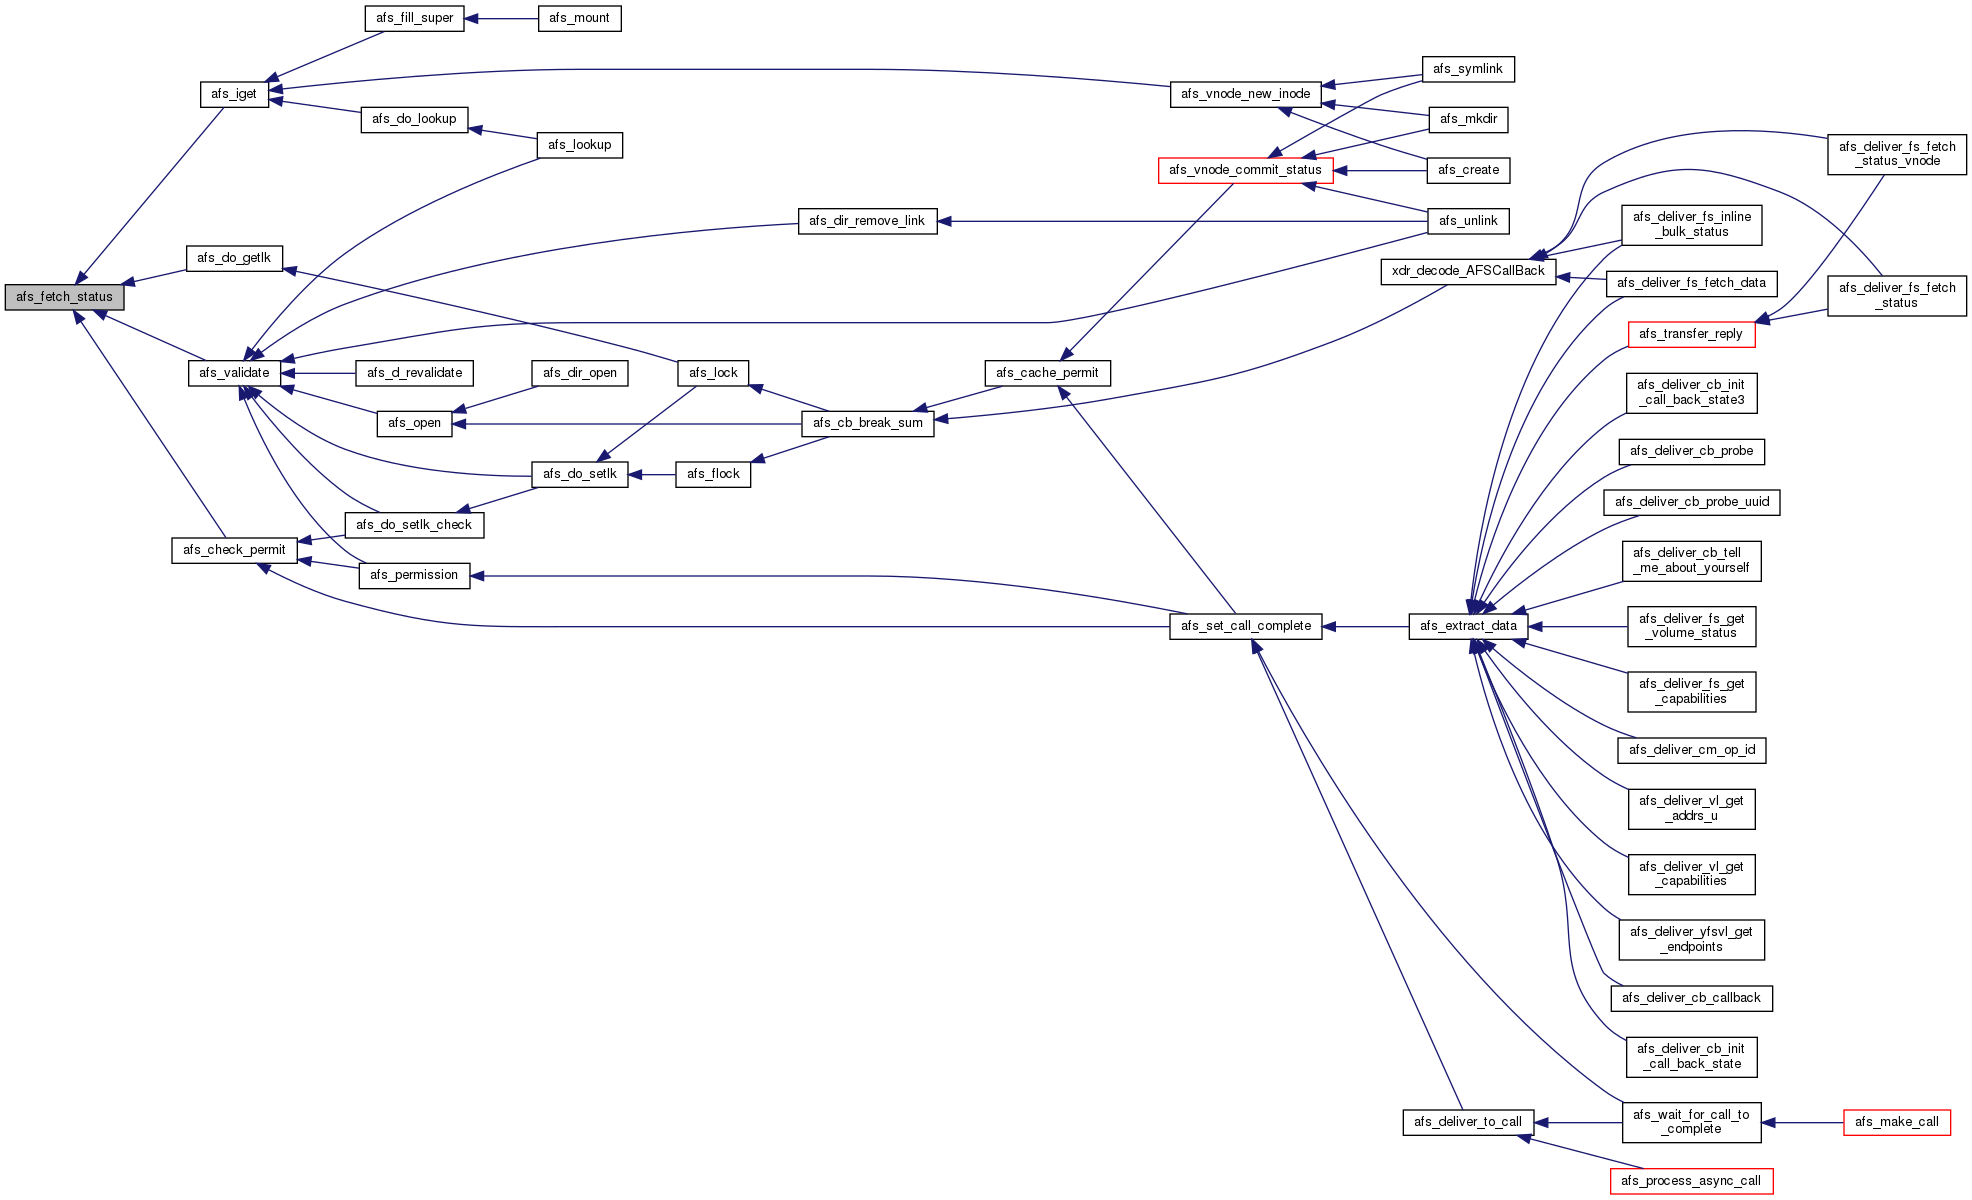 afs_fill_super
afs_mount
afs_iget
afs_do_lookup
afs_lookup
afs_vnode_new_inode
afs_symlink
afs_mkdir
afs_vnode_commit_status
afs_create
afs_deliver_fs_fetch
_status_vnode
afs_dir_remove_link
afs_unlink
afs_deliver_fs_inline
_bulk_status
afs_do_getlk
xdr_decode_AFSCallBack
afs_deliver_fs_fetch_data
afs_deliver_fs_fetch
_status
afs_fetch_status
afs_transfer_reply
afs_validate
afs_d_revalidate
afs_dir_open
afs_lock
afs_cache_permit
afs_deliver_cb_init
_call_back_state3
afs_open
afs_cb_break_sum
afs_deliver_cb_probe
afs_do_setlk
afs_flock
afs_deliver_cb_probe_uuid
afs_do_setlk_check
afs_check_permit
afs_permission
afs_deliver_cb_tell
_me_about_yourself
afs_set_call_complete
afs_extract_data
afs_deliver_fs_get
_volume_status
afs_deliver_fs_get
_capabilities
afs_deliver_cm_op_id
afs_deliver_vl_get
_addrs_u
afs_deliver_vl_get
_capabilities
afs_deliver_yfsvl_get
_endpoints
afs_deliver_cb_callback
afs_deliver_cb_init
_call_back_state
afs_deliver_to_call
afs_wait_for_call_to
_complete
afs_make_call
afs_process_async_call